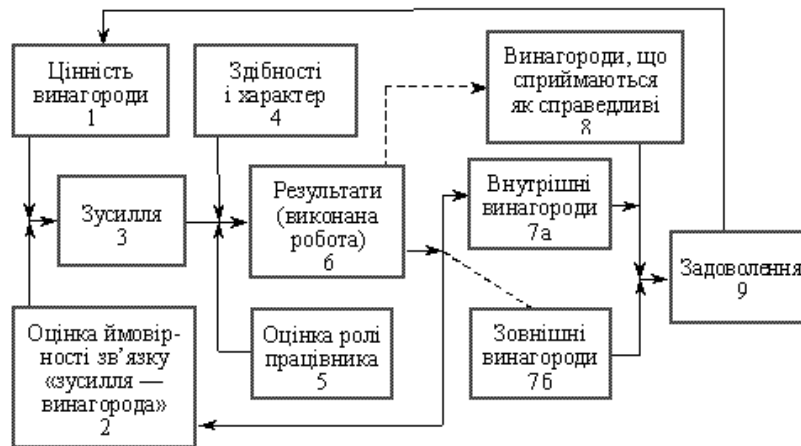 Цінність
винагороди
1
Здібності
і характер
4
Винагороди, що
сприймаються
як справедливі
8
Зусилля
3
Результати
(виконана
робота)
6
Внутрішні
винагороди
7а
Задоволення
9
Оцінка ймовір-
ності зв’язку
«зусилля —
винагорода»
2
Оцінка ролі
працівника
5
Зовнішні
винагороди
7б